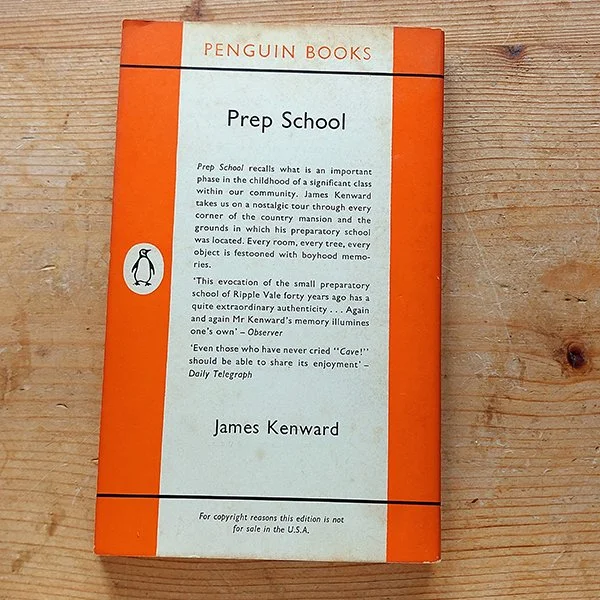 PENGUIN BOOKS
Prep School
Prep School recalls what is an important
phase in the childhood of a significant class
within our community. James Kenward
takes us on a nostalgic tour through every
corner of the country mansion and the
grounds in which his preparatory school
was located. Every room, every tree, every
object is festooned with boyhood memo-
ries.
'This evocation of the small preparatory
school of Ripple Vale forty years ago has a
quite extraordinary authenticity . . . Again
and again Mr Kenward's memory illumines
one's own' – Observer
'Even those who have never cried "Cave!"
should be able to share its enjoyment' –
Daily Telegraph
James Kenward
For copyright reasons this edition is not
for sale in the U.S.A.